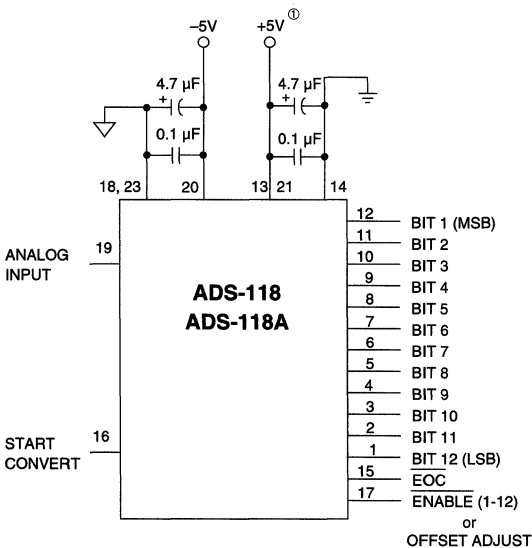 –5V
+5V ①
4.7 µF
+
4.7 µF
+
0.1 µF
0.1 µF
18, 23
20
13
21
14
ANALOG
INPUT
19
START
CONVERT
16
ADS-118
ADS-118A
12 BIT 1 (MSB)
11 BIT 2
10 BIT 3
9 BIT 4
8 BIT 5
7 BIT 6
6 BIT 7
5 BIT 8
4 BIT 9
3 BIT 10
2 BIT 11
1 BIT 12 (LSB)
15 EOC
17 ENABLE (1-12)
or
OFFSET ADJUST